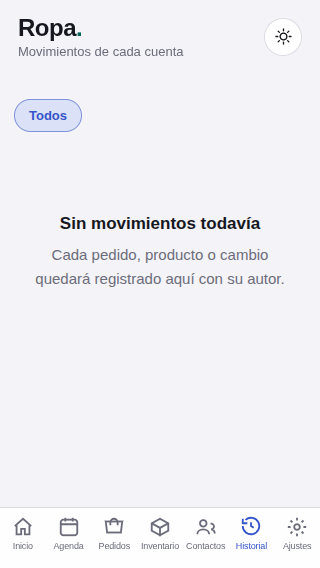 Ropa.
Movimientos de cada cuenta
Todos
Sin movimientos todavía
Cada pedido, producto o cambio
quedará registrado aquí con su autor.
Inicio
Agenda
Pedidos
Inventario
Contactos
Historial
Ajustes